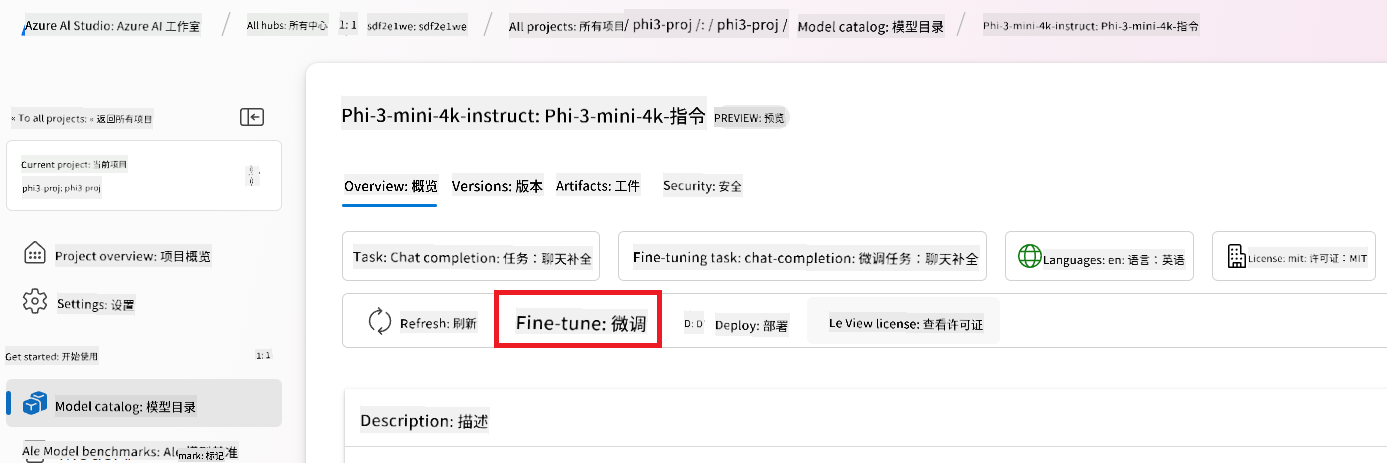 Azure AI Studio: Azure AI 工作室 / All hubs: 所有中心 1: 1 sdf2e1we: sdf2e1we / All projects: 所有项目/ phi3-proj /: / phi3-proj / Model catalog: 模型目录 / Phi-3-mini-4k-instruct: Phi-3-mini-4k-指令
« To all projects: « 返回所有项目
Current project: 当前项目
phi3-proj: phi3 proj
Project overview: 项目概览
Settings: 设置
Get started: 开始使用 1: 1
Model catalog: 模型目录
Model benchmarks:
mark: 标记
Phi-3-mini-4k-instruct: Phi-3-mini-4k-指令 PREVIEW: 预览
Overview: 概览 Versions: 版本 Artifacts: 工件 Security: 安全
Task: Chat completion: 任务：聊天补全 Fine-tuning task: chat-completion: 微调任务：聊天补全 Languages: en: 语言：英语 License: mit: 许可证：MIT
Refresh: 刷新 Fine-tune: 微调 D: D' Deploy: 部署 Le View license: 查看许可证
Description: 描述